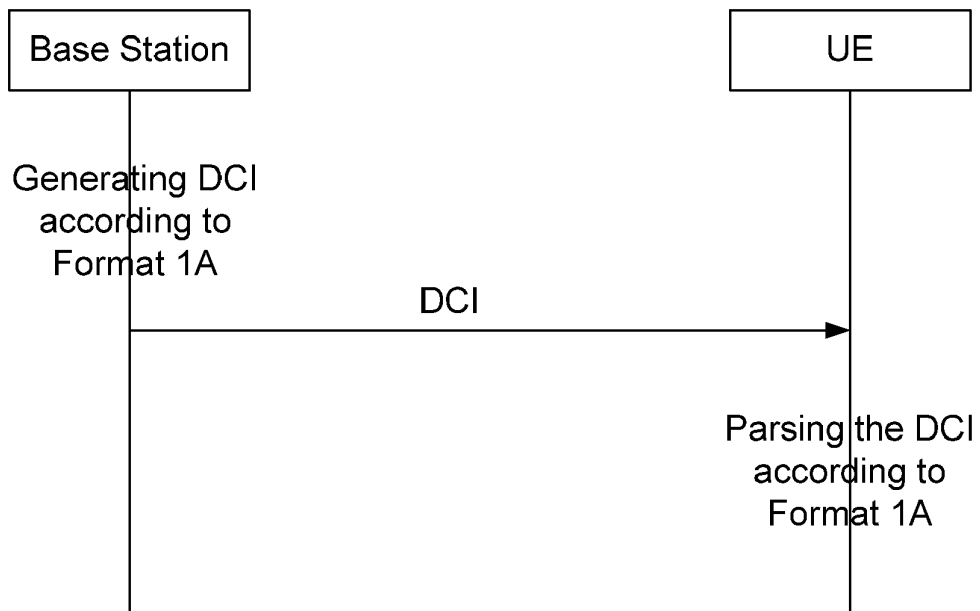 Base Station
UE
Generating DCI
according to
Format 1A
DCI
Parsing the DCI
according to
Format 1A